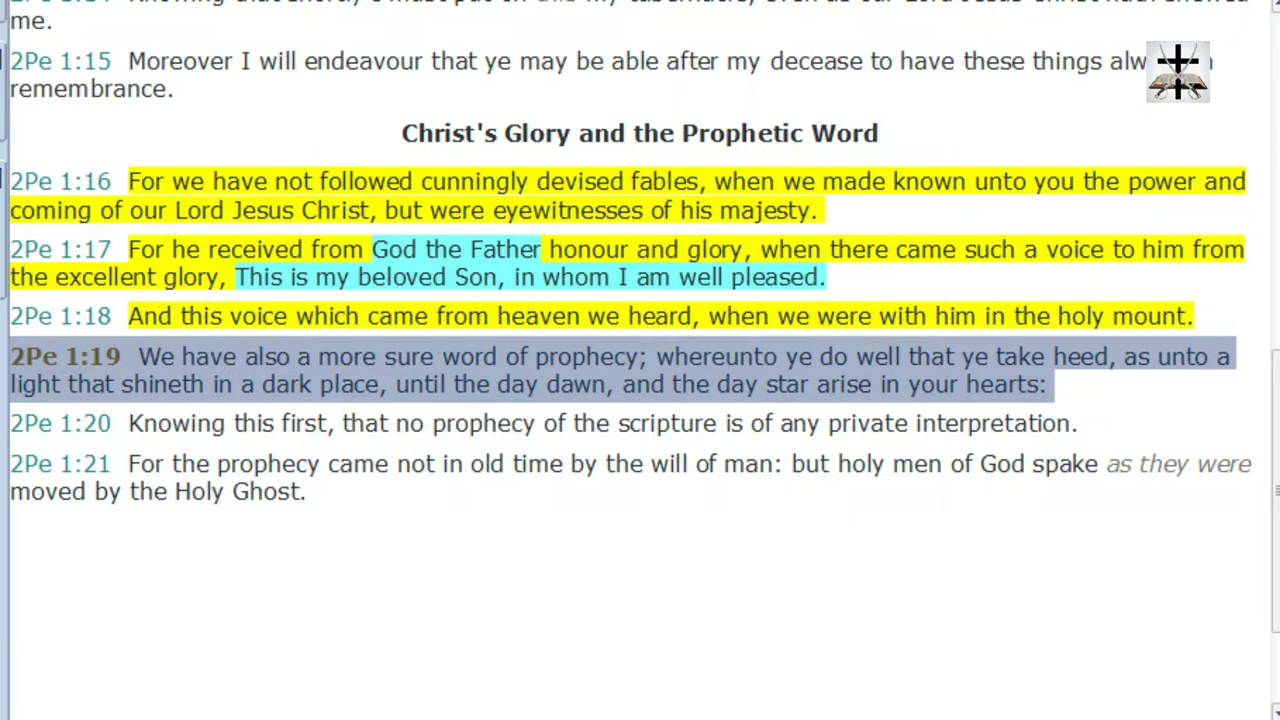 me.
2Pe 1:15 Moreover I will endeavour that ye may be able after my decease to have these things
remembrance.
Christ's Glory and the Prophetic Word
2Pe 1:16 For we have not followed cunningly devised fables, when we made known unto you the power and
coming of our Lord Jesus Christ, but were eyewitnesses of his majesty.
2Pe 1:17 For he received from God the Father honour and glory, when there came such a voice to him from
the excellent glory, This is my beloved Son, in whom I am well pleased.
2Pe 1:18 And this voice which came from heaven we heard, when we were with him in the holy mount.
2Pe 1:19 We have also a more sure word of prophecy; whereunto ye do well that ye take heed, as unto a
light that shineth in a dark place, until the day dawn, and the day star arise in your hearts:
2Pe 1:20 Knowing this first, that no prophecy of the scripture is of any private interpretation.
2Pe 1:21 For the prophecy came not in old time by the will of man: but holy men of God spake as they were
moved by the Holy Ghost.